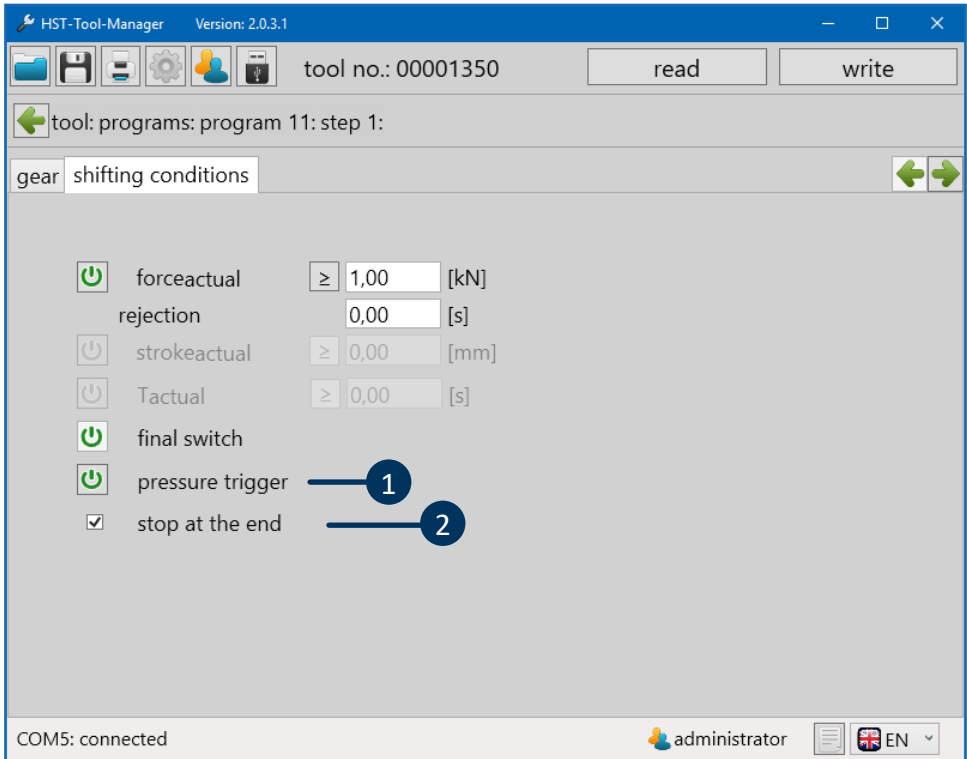 HST-Tool-Manager Version: 2.0.3.1
tool no.: 00001350 read write
tool: programs: program 11: step 1:
gear shifting conditions
forceactual ≥ 1,00 [kN]
rejection 0,00 [s]
strokeactual ≥ 0,00 [mm]
Tactual ≥ 0,00 [s]
final switch
pressure trigger 1
stop at the end 2
COM5: connected administrator EN